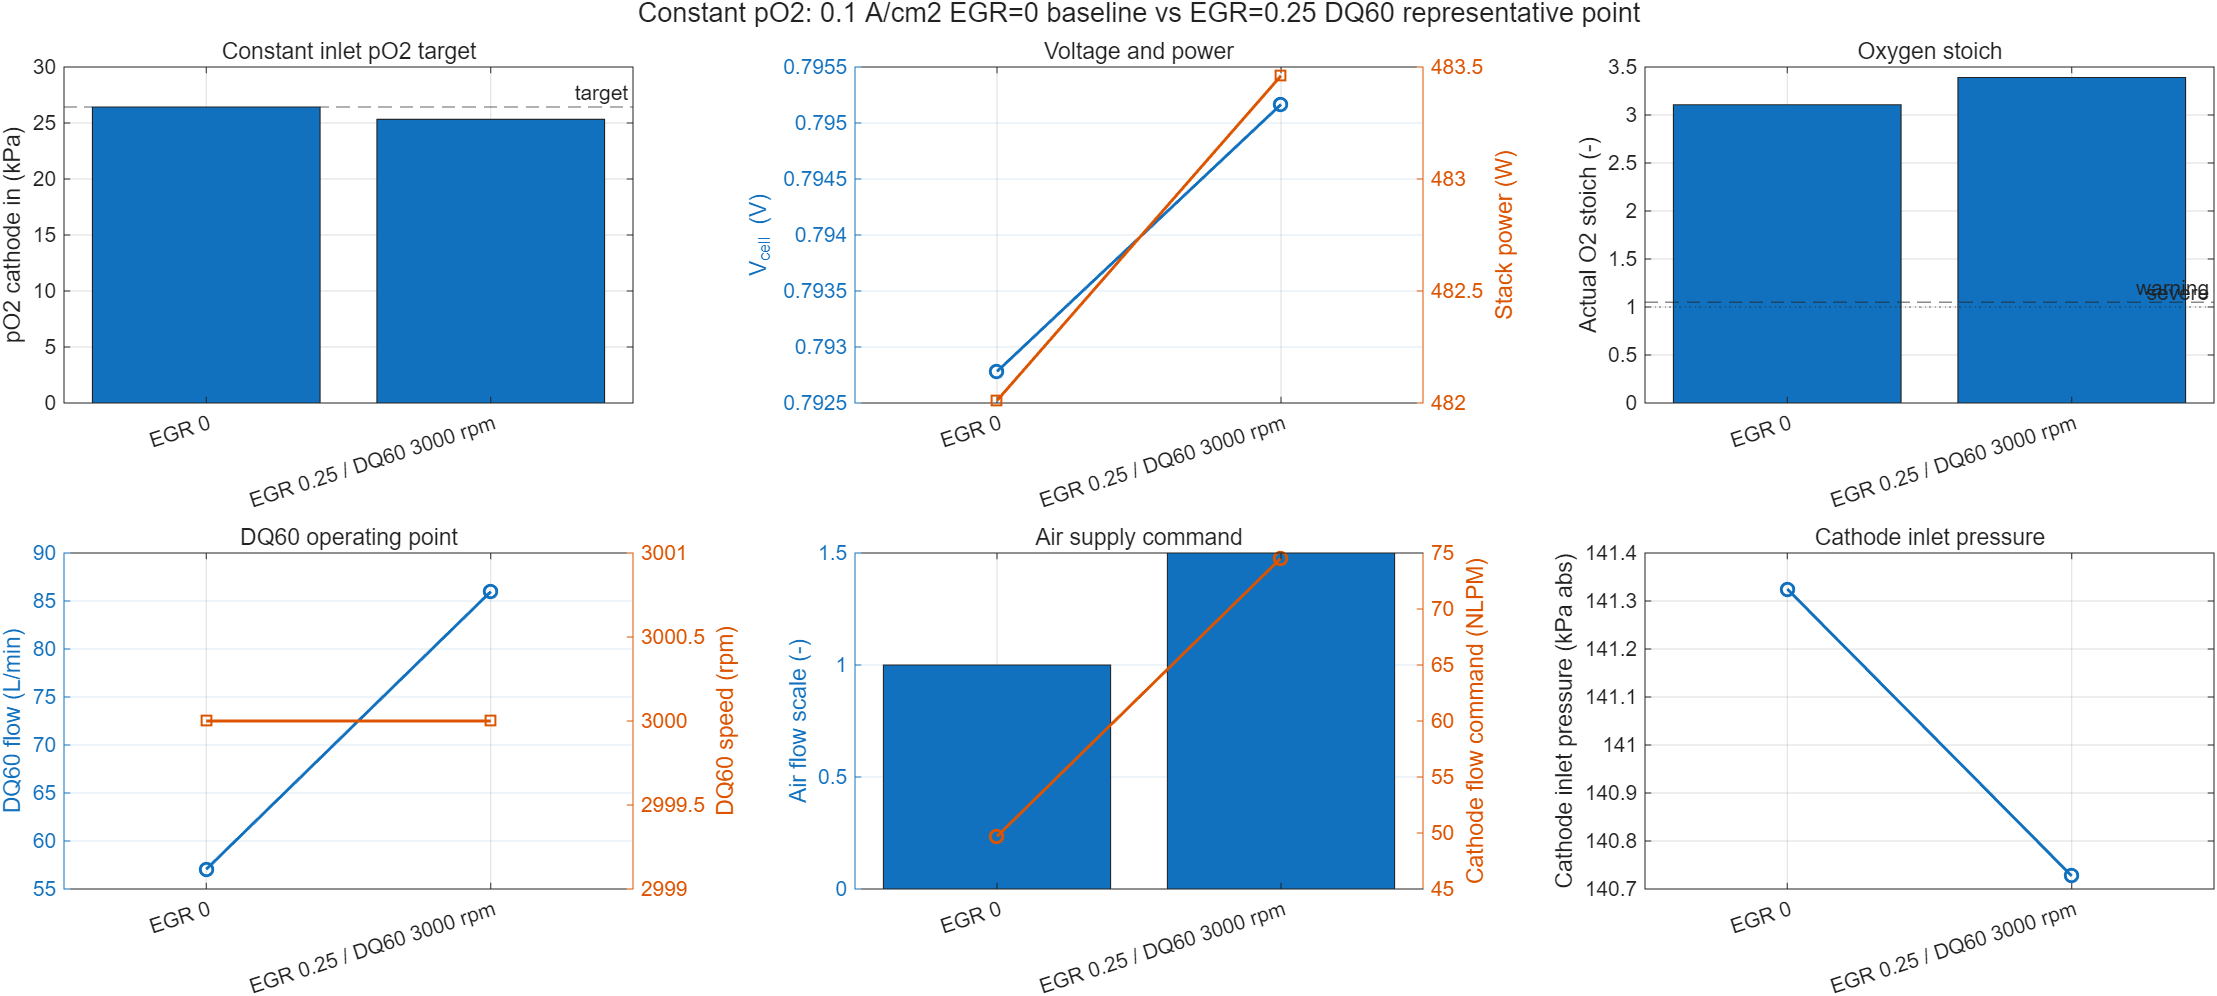 Constant pO2: 0.1 A/cm2 EGR=0 baseline vs EGR=0.25 DQ60 representative point
Constant inlet pO2 target
pO2 cathode in (kPa)
30
25
20
15
10
5
0
target
EGR 0
EGR 0.25 / DQ60 3000 rpm
Voltage and power
Vcell (V)
0.7955
0.795
0.7945
0.794
0.7935
0.793
0.7925
483.5
483
482.5
482
Stack power (W)
EGR 0
EGR 0.25 / DQ60 3000 rpm
Oxygen stoich
Actual O2 stoich (-)
3.5
3
2.5
2
1.5
1
0.5
0
warning
severe
EGR 0
EGR 0.25 / DQ60 3000 rpm
DQ60 operating point
DQ60 flow (L/min)
90
85
80
75
70
65
60
55
3001
3000.5
3000
2999.5
2999
DQ60 speed (rpm)
EGR 0
EGR 0.25 / DQ60 3000 rpm
Air supply command
Air flow scale (-)
1.5
1
0.5
0
75
70
65
60
55
50
45
Cathode flow command (NLPM)
EGR 0
EGR 0.25 / DQ60 3000 rpm
Cathode inlet pressure
Cathode inlet pressure (kPa abs)
141.4
141.3
141.2
141.1
141
140.9
140.8
140.7
EGR 0
EGR 0.25 / DQ60 3000 rpm